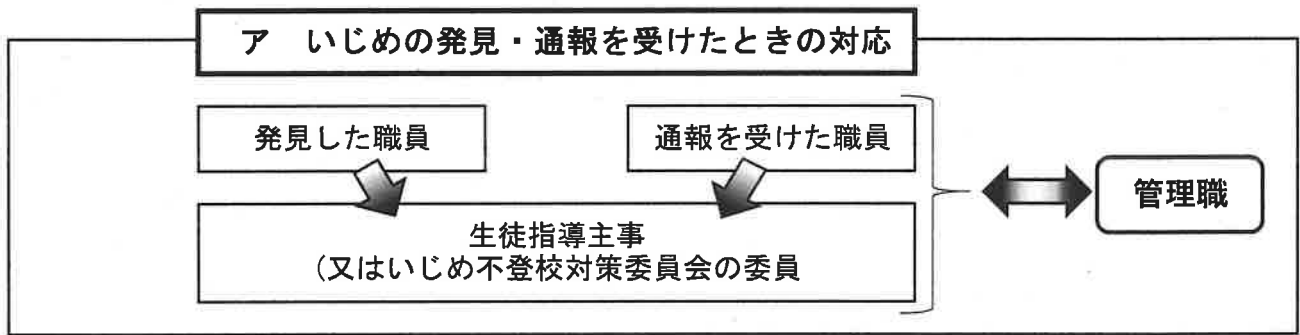 ア いじめの発見・通報を受けたときの対応
発見した職員
通報を受けた職員
生徒指導主事
(又はいじめ不登校対策委員会の委員
管理職